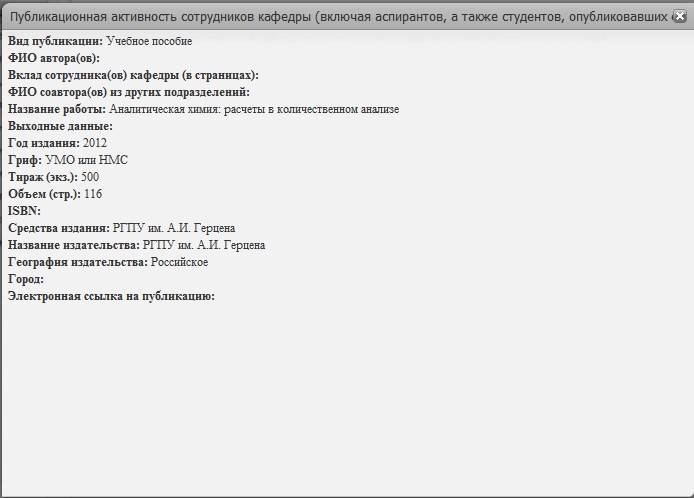 Публикационная активность сотрудников кафедры (включая аспирантов, а также студентов, опубликовавших
Вид публикации: Учебное пособие
ФИО автора(ов):
Вклад сотрудника(ов) кафедры (в страницах):
ФИО соавтора(ов) из других подразделений:
Название работы: Аналитическая химия: расчеты в количественном анализе
Выходные данные:
Год издания: 2012
Гриф: УМО или НМС
Тираж (экз.): 500
Объем (стр.): 116
ISBN:
Средства издания: РГПУ им. А.И. Герцена
Название издательства: РГПУ им. А.И. Герцена
География издательства: Российское
Город:
Электронная ссылка на публикацию: